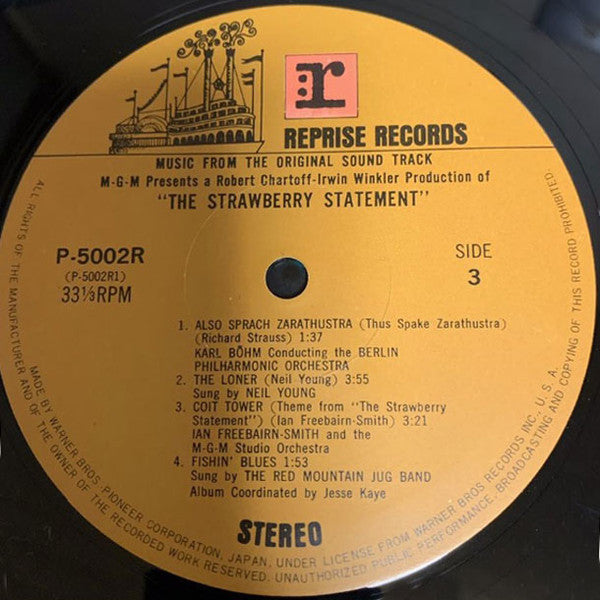 r
REPRISE RECORDS
MUSIC FROM THE ORIGINAL SOUND TRACK
M-G-M Presents a Robert Chartoff-Irwin Winkler Production of
"THE STRAWBERRY STATEMENT"
P-5002R
(P-5002R1)
33⅓RPM
SIDE
3
1. ALSO SPRACH ZARATHUSTRA (Thus Spake Zarathustra)
(Richard Strauss) 1:37
KARL BÖHM Conducting the BERLIN
PHILHARMONIC ORCHESTRA
2. THE LONER (Neil Young) 3:55
Sung by NEIL YOUNG
3. COIT TOWER (Theme from "The Strawberry
Statement") (Ian Freebairn-Smith) 3:21
IAN FREEBAIRN-SMITH and the
M-G-M Studio Orchestra
4. FISHIN' BLUES 1:53
Sung by THE RED MOUNTAIN JUG BAND
Album Coordinated by Jesse Kaye
STEREO
MADE BY WARNER BROS. PIONEER CORPORATION, JAPAN, UNDER LICENSE FROM WARNER BROS RECORDS INC., U.S.A.
ALL RIGHTS OF THE MANUFACTURER AND OF THE OWNER OF THE RECORDED WORK RESERVED. UNAUTHORIZED PUBLIC PERFORMANCE, BROADCASTING AND COPYING OF THIS RECORD PROHIBITED.